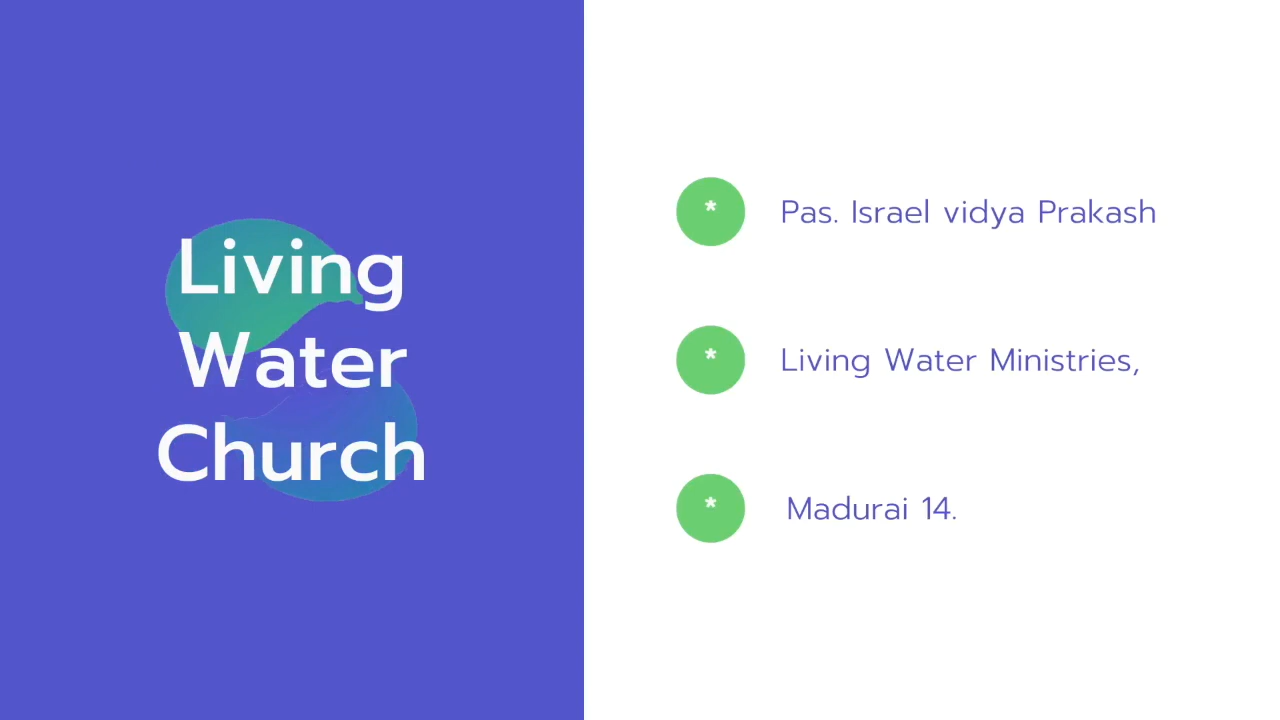 Living
Water
Church
* Pas. Israel vidya Prakash
* Living Water Ministries,
* Madurai 14.